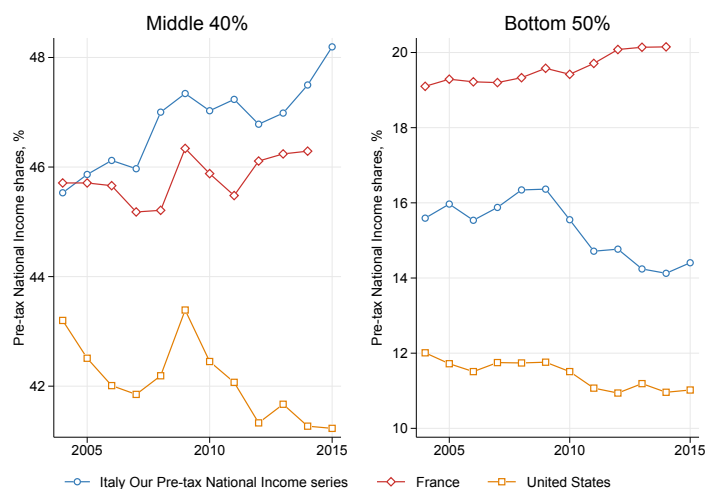 Middle 40%
Pre-tax National Income shares, %
48
46
44
42
2005 2010 2015
Bottom 50%
Pre-tax National Income shares, %
20
18
16
14
12
10
2005 2010 2015
Italy Our Pre-tax National Income series France United States